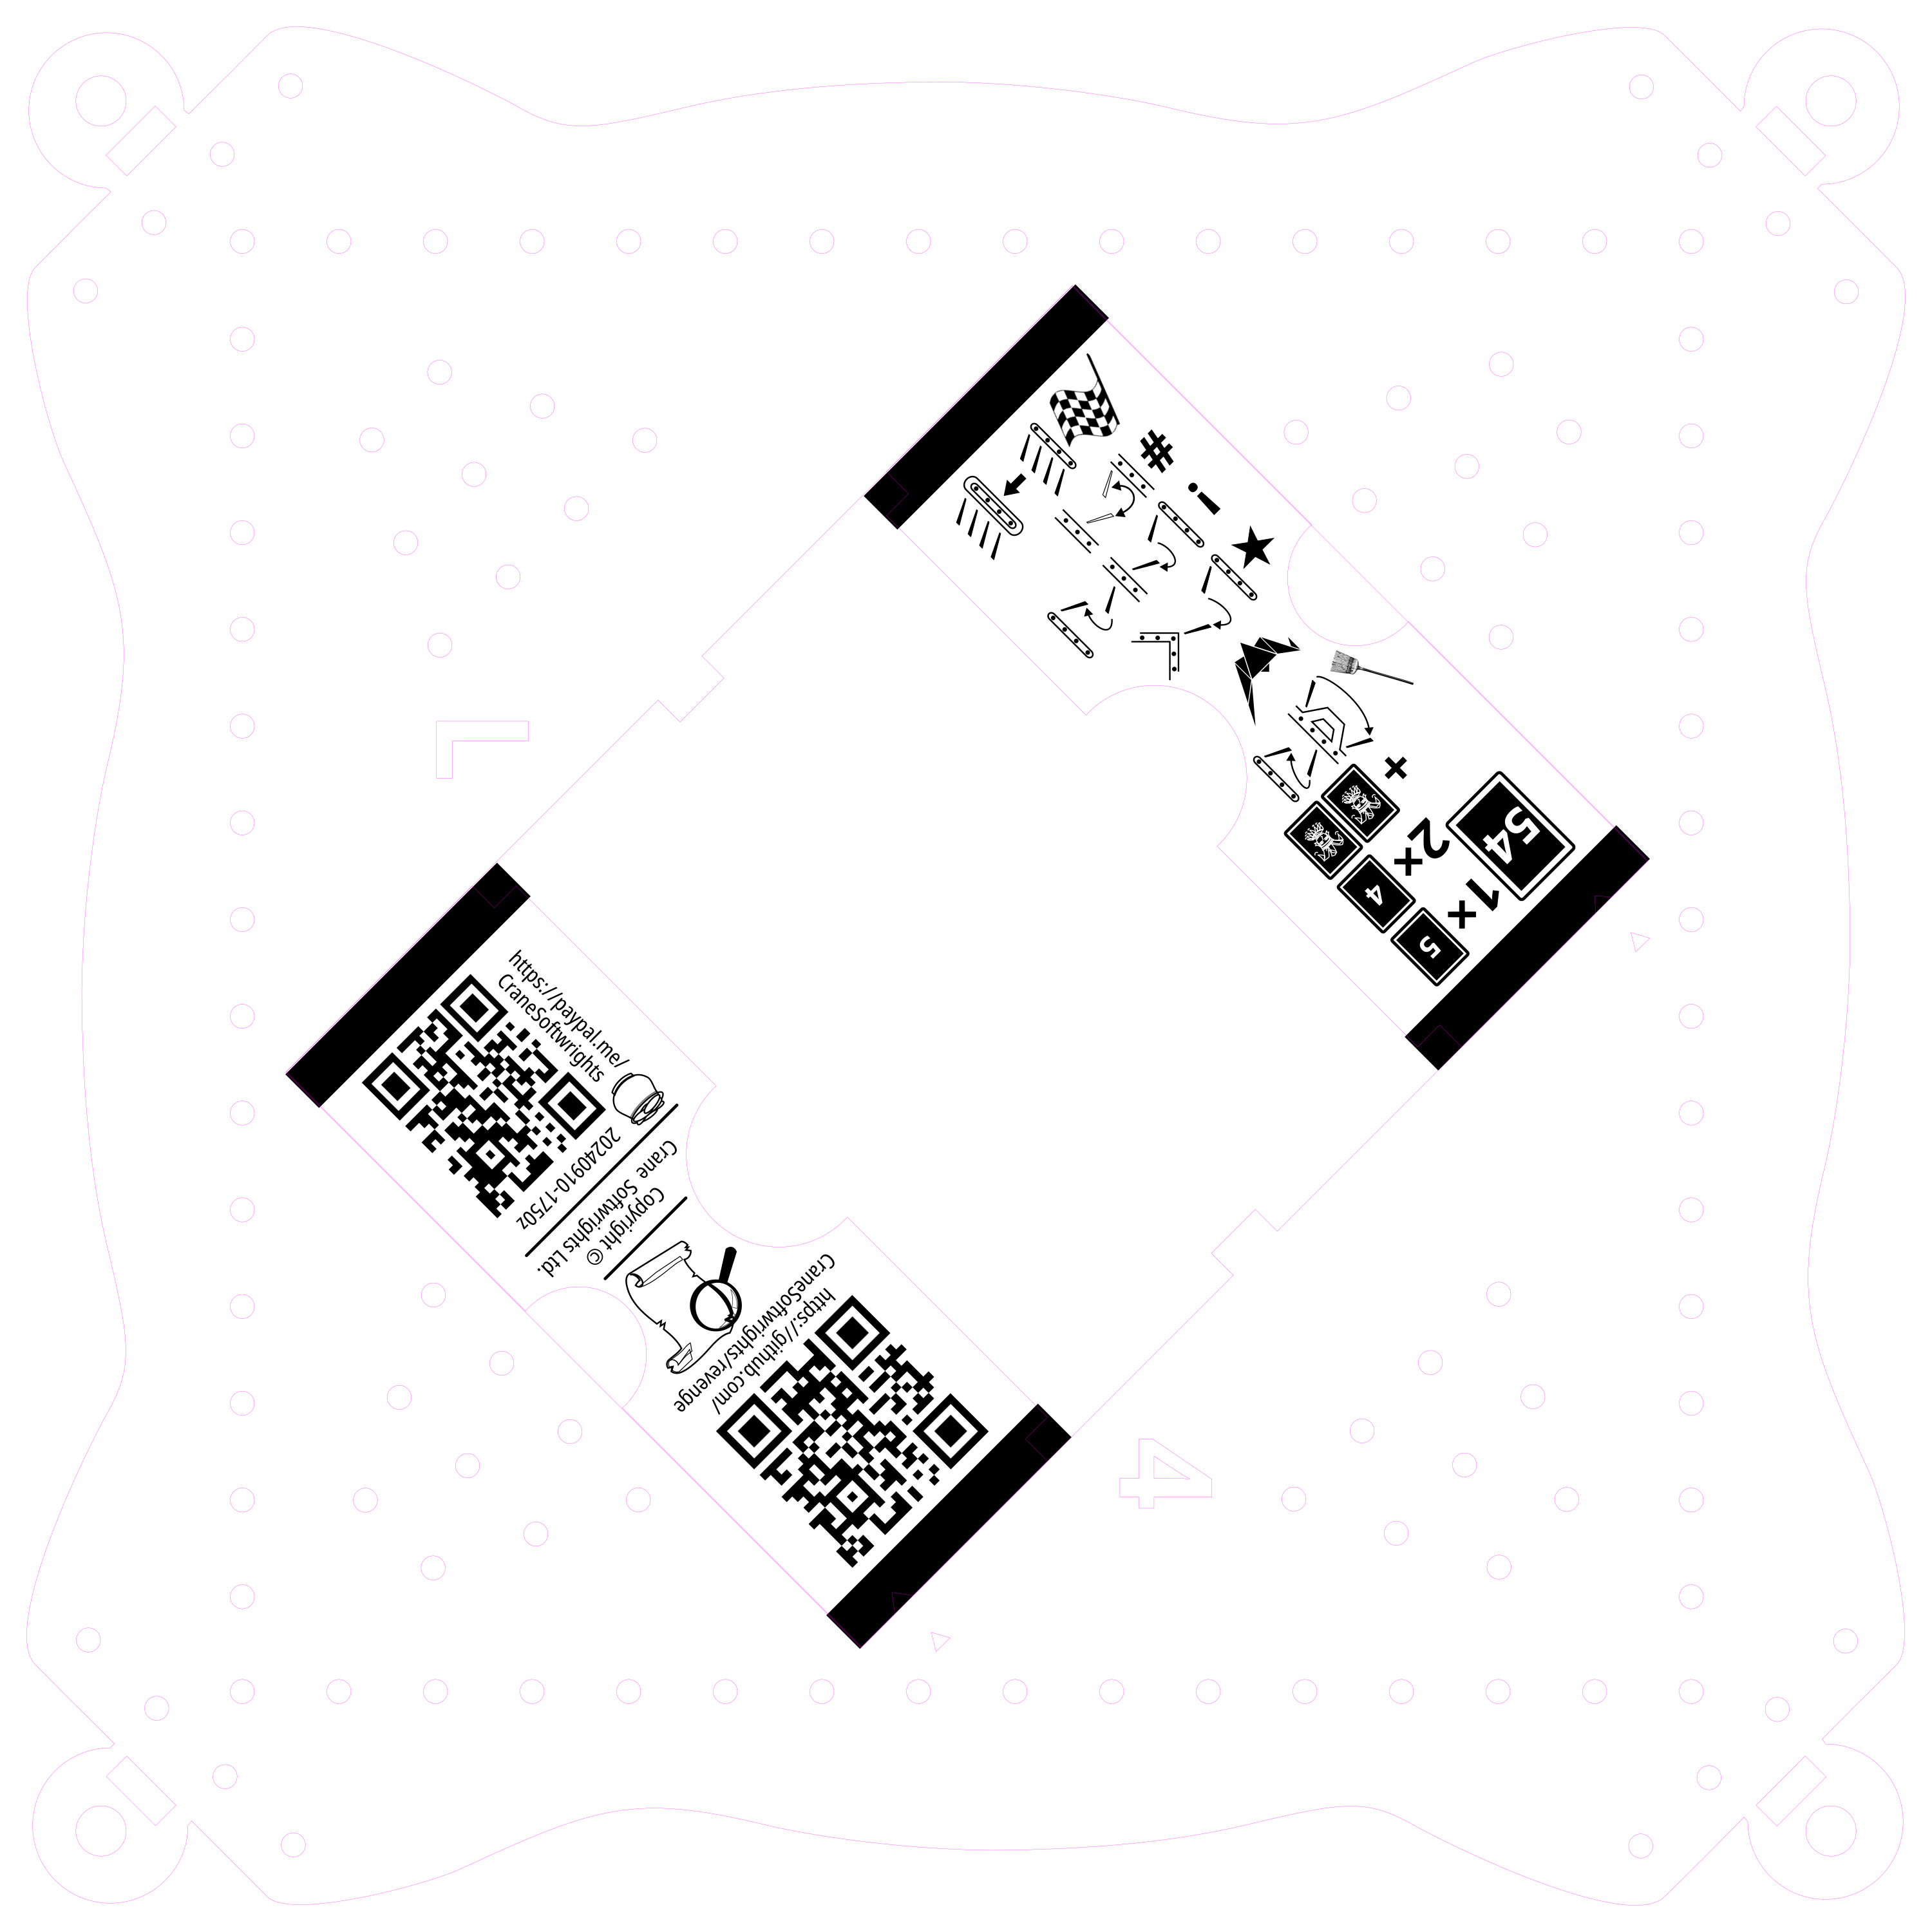 #
!
★
*
54
2×
1×
4
5
https://paypal.me/
CraneSoftwrights
20240910-1750z
Crane Softwrights Ltd.
Copyright ©
CraneSoftwrights/revenge
https://github.com/
4